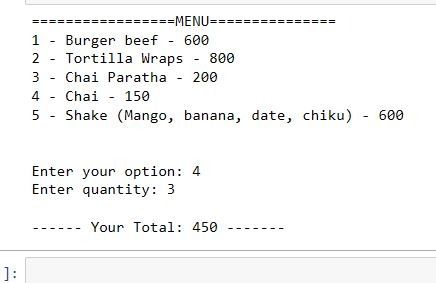 =================MENU===============
1 - Burger beef - 600
2 - Tortilla Wraps - 800
3 - Chai Paratha - 200
4 - Chai - 150
5 - Shake (Mango, banana, date, chiku) - 600
Enter your option: 4
Enter quantity: 3
------ Your Total: 450 -------
]: